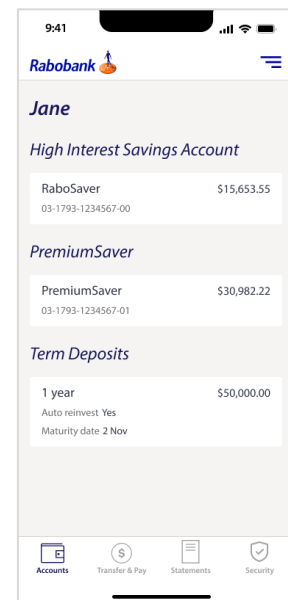 9:41
Rabobank
Jane
High Interest Savings Account
RaboSaver $15,653.55
03-1793-1234567-00
PremiumSaver
PremiumSaver $30,982.22
03-1793-1234567-01
Term Deposits
1 year $50,000.00
Auto reinvest Yes
Maturity date 2 Nov
$
Accounts Transfer & Pay Statements Security